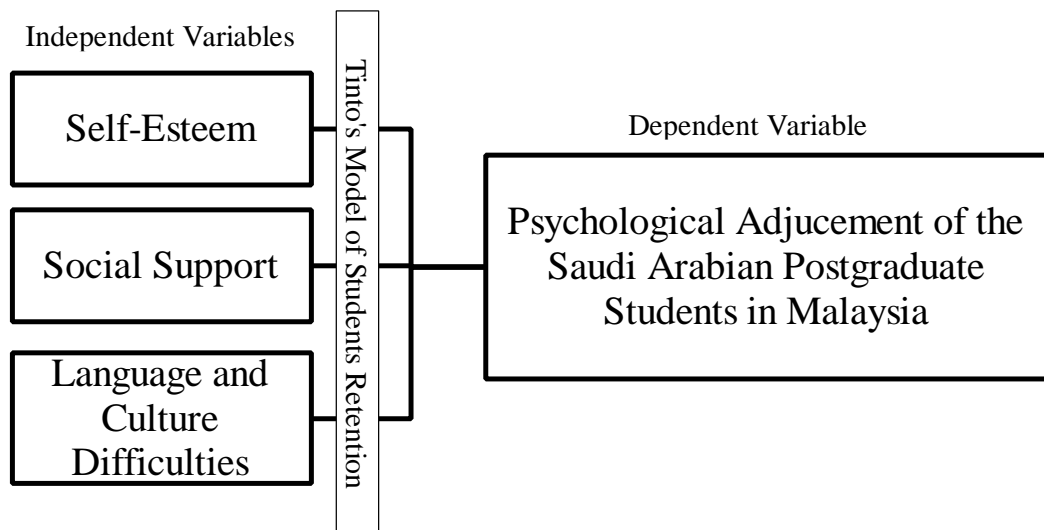 Independent Variables
Self-Esteem
Social Support
Language and
Culture
Difficulties
Tinto's Model of Students Retention
Dependent Variable
Psychological Adjucement of the
Saudi Arabian Postgraduate
Students in Malaysia